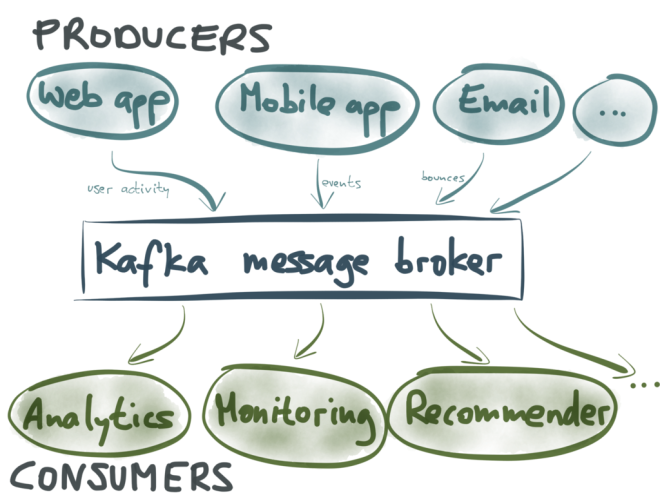 PRODUCERS
Web app
Mobile app
Email
...
user activity
events
bounces
Kafka message broker
...
Analytics
Monitoring
Recommender
CONSUMERS